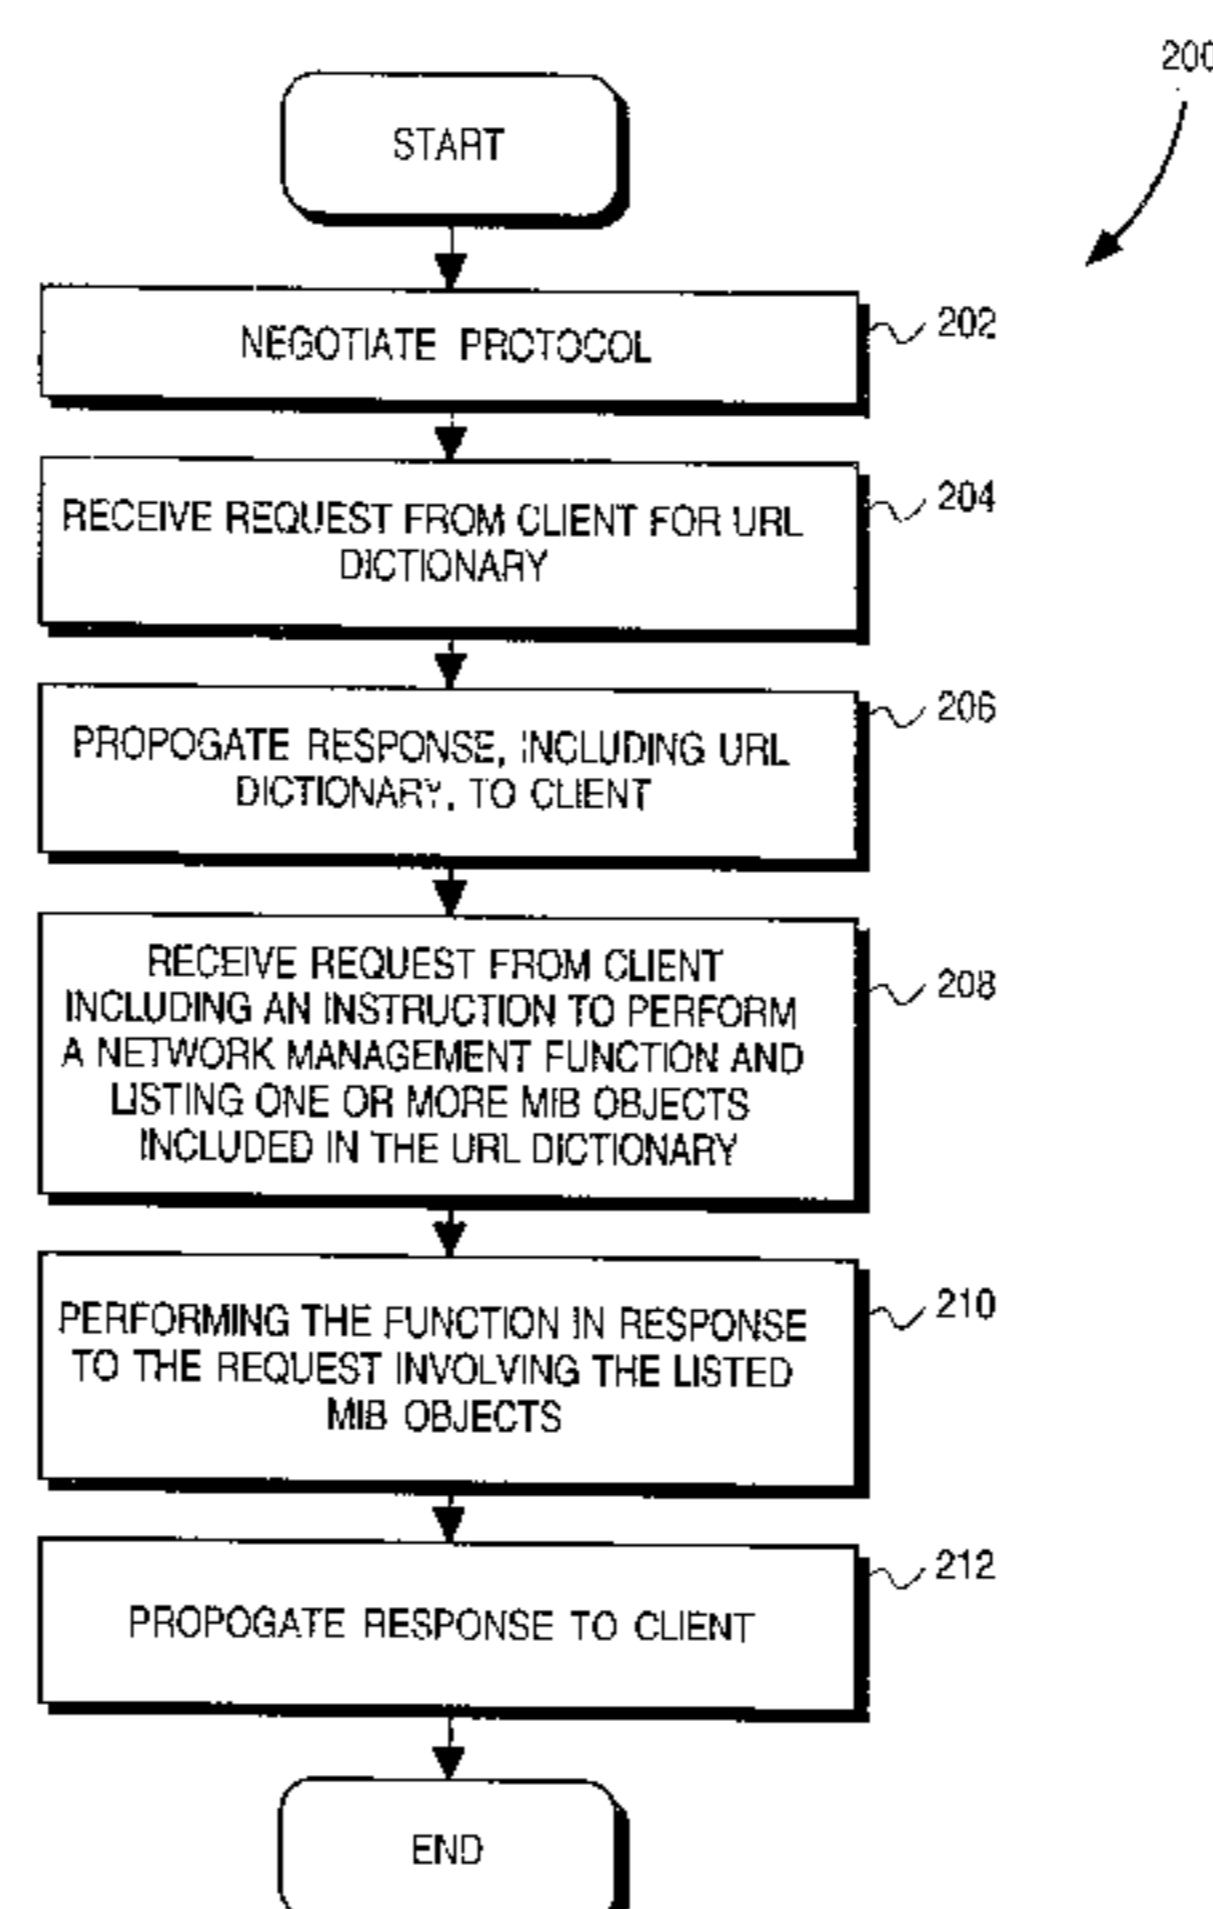 200
START
NEGOTIATE PROTOCOL
202
RECEIVE REQUEST FROM CLIENT FOR URL
DICTIONARY
204
PROPOGATE RESPONSE, INCLUDING URL
DICTIONARY, TO CLIENT
206
RECEIVE REQUEST FROM CLIENT
INCLUDING AN INSTRUCTION TO PERFORM
A NETWORK MANAGEMENT FUNCTION AND
LISTING ONE OR MORE MIB OBJECTS
INCLUDED IN THE URL DICTIONARY
208
PERFORMING THE FUNCTION IN RESPONSE
TO THE REQUEST INVOLVING THE LISTED
MIB OBJECTS
210
PROPOGATE RESPONSE TO CLIENT
212
END